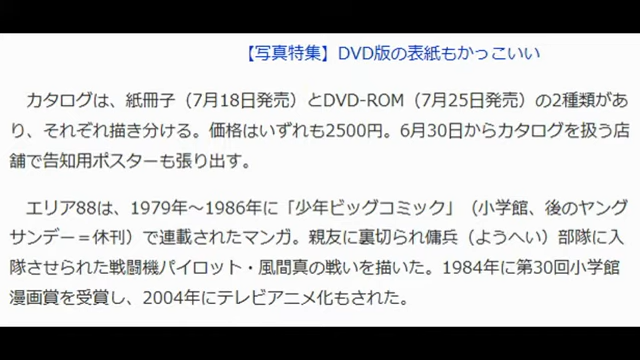 【写真特集】DVD版の表紙もかっこいい
カタログは、紙冊子（7月18日発売）とDVD-ROM（7月25日発売）の2種類があ
り、それぞれ描き分ける。価格はいずれも2500円。6月30日からカタログを扱う店
舗で告知用ポスターも張り出す。
エリア88は、1979年～1986年に「少年ビッグコミック」（小学館、後のヤング
サンデー＝休刊）で連載されたマンガ。親友に裏切られ傭兵（ようへい）部隊に入
隊させられた戦闘機パイロット・風間真の戦いを描いた。1984年に第30回小学館
漫画賞を受賞し、2004年にテレビアニメ化もされた。